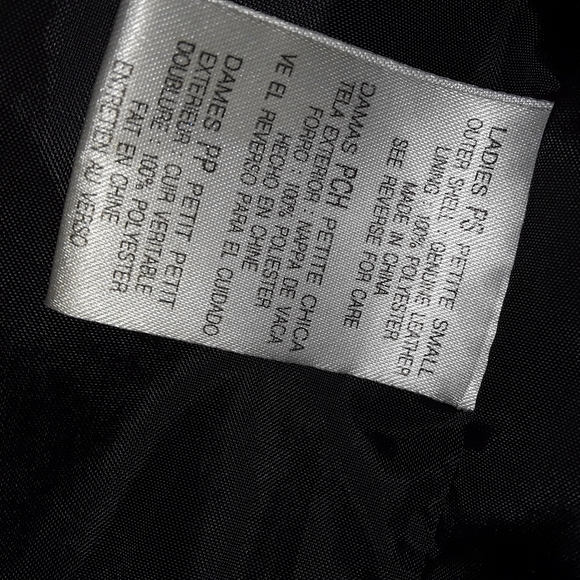 LADIES PS PETITE SMALL
OUTER SHELL : GENUINE LEATHER
LINING : 100% POLYESTER
MADE IN CHINA
SEE REVERSE FOR CARE
DAMAS PCH PETITE CHICA
TELA EXTERIOR : NAPPA DE VACA
FORRO : 100% POLIESTER
HECHO EN CHINE
VE EL REVERSO PARA EL CUIDADO
DAMES PP PETIT PETIT
EXTERIEUR : CUIR VERITABLE
DOUBLURE : 100% POLYESTER
FAIT EN CHINE
ENTRETIEN AU VERSO